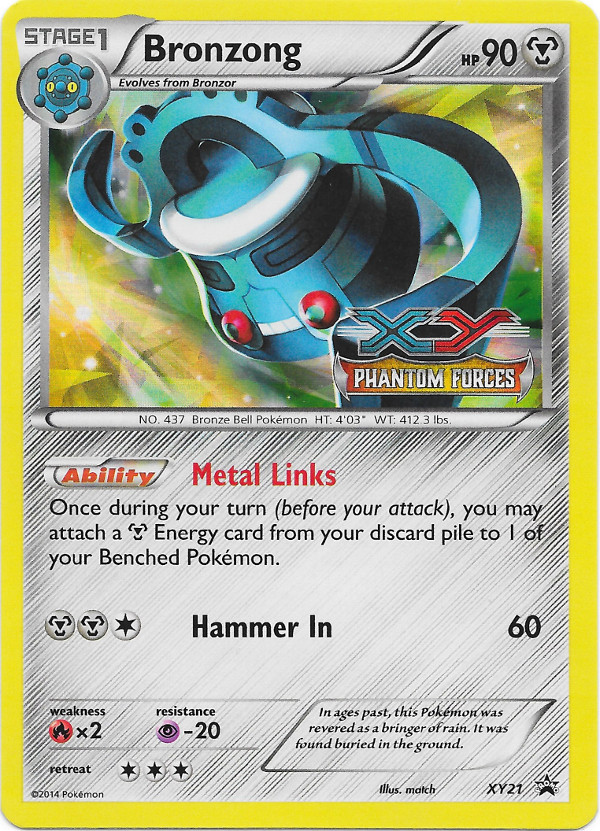 STAGE1
Bronzong
HP90
Evolves from Bronzor
XY
PHANTOM FORCES
NO. 437 Bronze Bell Pokémon HT: 4'03" WT: 412.3 lbs.
Ability Metal Links
Once during your turn (before your attack), you may
attach a Energy card from your discard pile to 1 of
your Benched Pokémon.
Hammer In 60
weakness resistance
×2 -20
In ages past, this Pokémon was
revered as a bringer of rain. It was
found buried in the ground.
retreat
©2014 Pokémon
Illus. match XY21